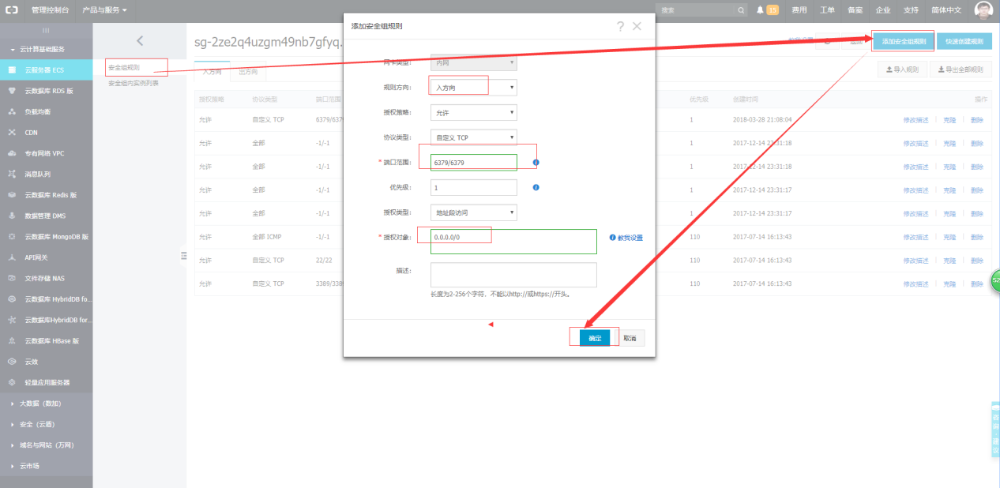 管理控制台 产品与服务 搜索 15 费用 工单 备案 企业 支持 简体中文
云计算基础服务
云服务器 ECS
云数据库 RDS 版
负载均衡
CDN
专有网络 VPC
消息队列
云数据库 Redis 版
数据管理 DMS
云数据库 MongoDB 版
API网关
文件存储 NAS
云数据库 HybridDB fo...
云数据库HybridDB for...
云数据库 HBase 版
云效
轻量应用服务器
大数据（数加）
安全（云盾）
域名与网站（万网）
云市场
安全组规则
安全组内实例列表
sg-2ze2q4uzgm49nb7gfyq.
添加安全组规则 快速创建规则
入方向 出方向
导入规则 导出全部规则
授权策略 协议类型 端口范围 优先级 创建时间 操作
允许 自定义 TCP 6379/637 1 2018-03-28 21:08:04 修改描述 克隆 删除
允许 全部 -1/-1 1 2017-12-14 23:31:18 修改描述 克隆 删除
允许 全部 -1/-1 1 2017-12-14 23:31:18 修改描述 克隆 删除
允许 全部 -1/-1 1 2017-12-14 23:31:17 修改描述 克隆 删除
允许 全部 -1/-1 1 2017-12-14 23:31:17 修改描述 克隆 删除
允许 全部 ICMP -1/-1 110 2017-07-14 16:13:43 修改描述 克隆 删除
允许 自定义 TCP 22/22 110 2017-07-14 16:13:43 修改描述 克隆 删除
允许 自定义 TCP 3389/338 110 2017-07-14 16:13:43 修改描述 克隆 删除
添加安全组规则
网卡类型: 内网
规则方向: 入方向
授权策略: 允许
协议类型: 自定义 TCP
* 端口范围: 6379/6379
优先级: 1
授权类型: 地址段访问
* 授权对象: 0.0.0.0/0 教我设置
描述:
长度为2-256个字符，不能以http://或https://开头。
确定 取消
52
咨询·建议